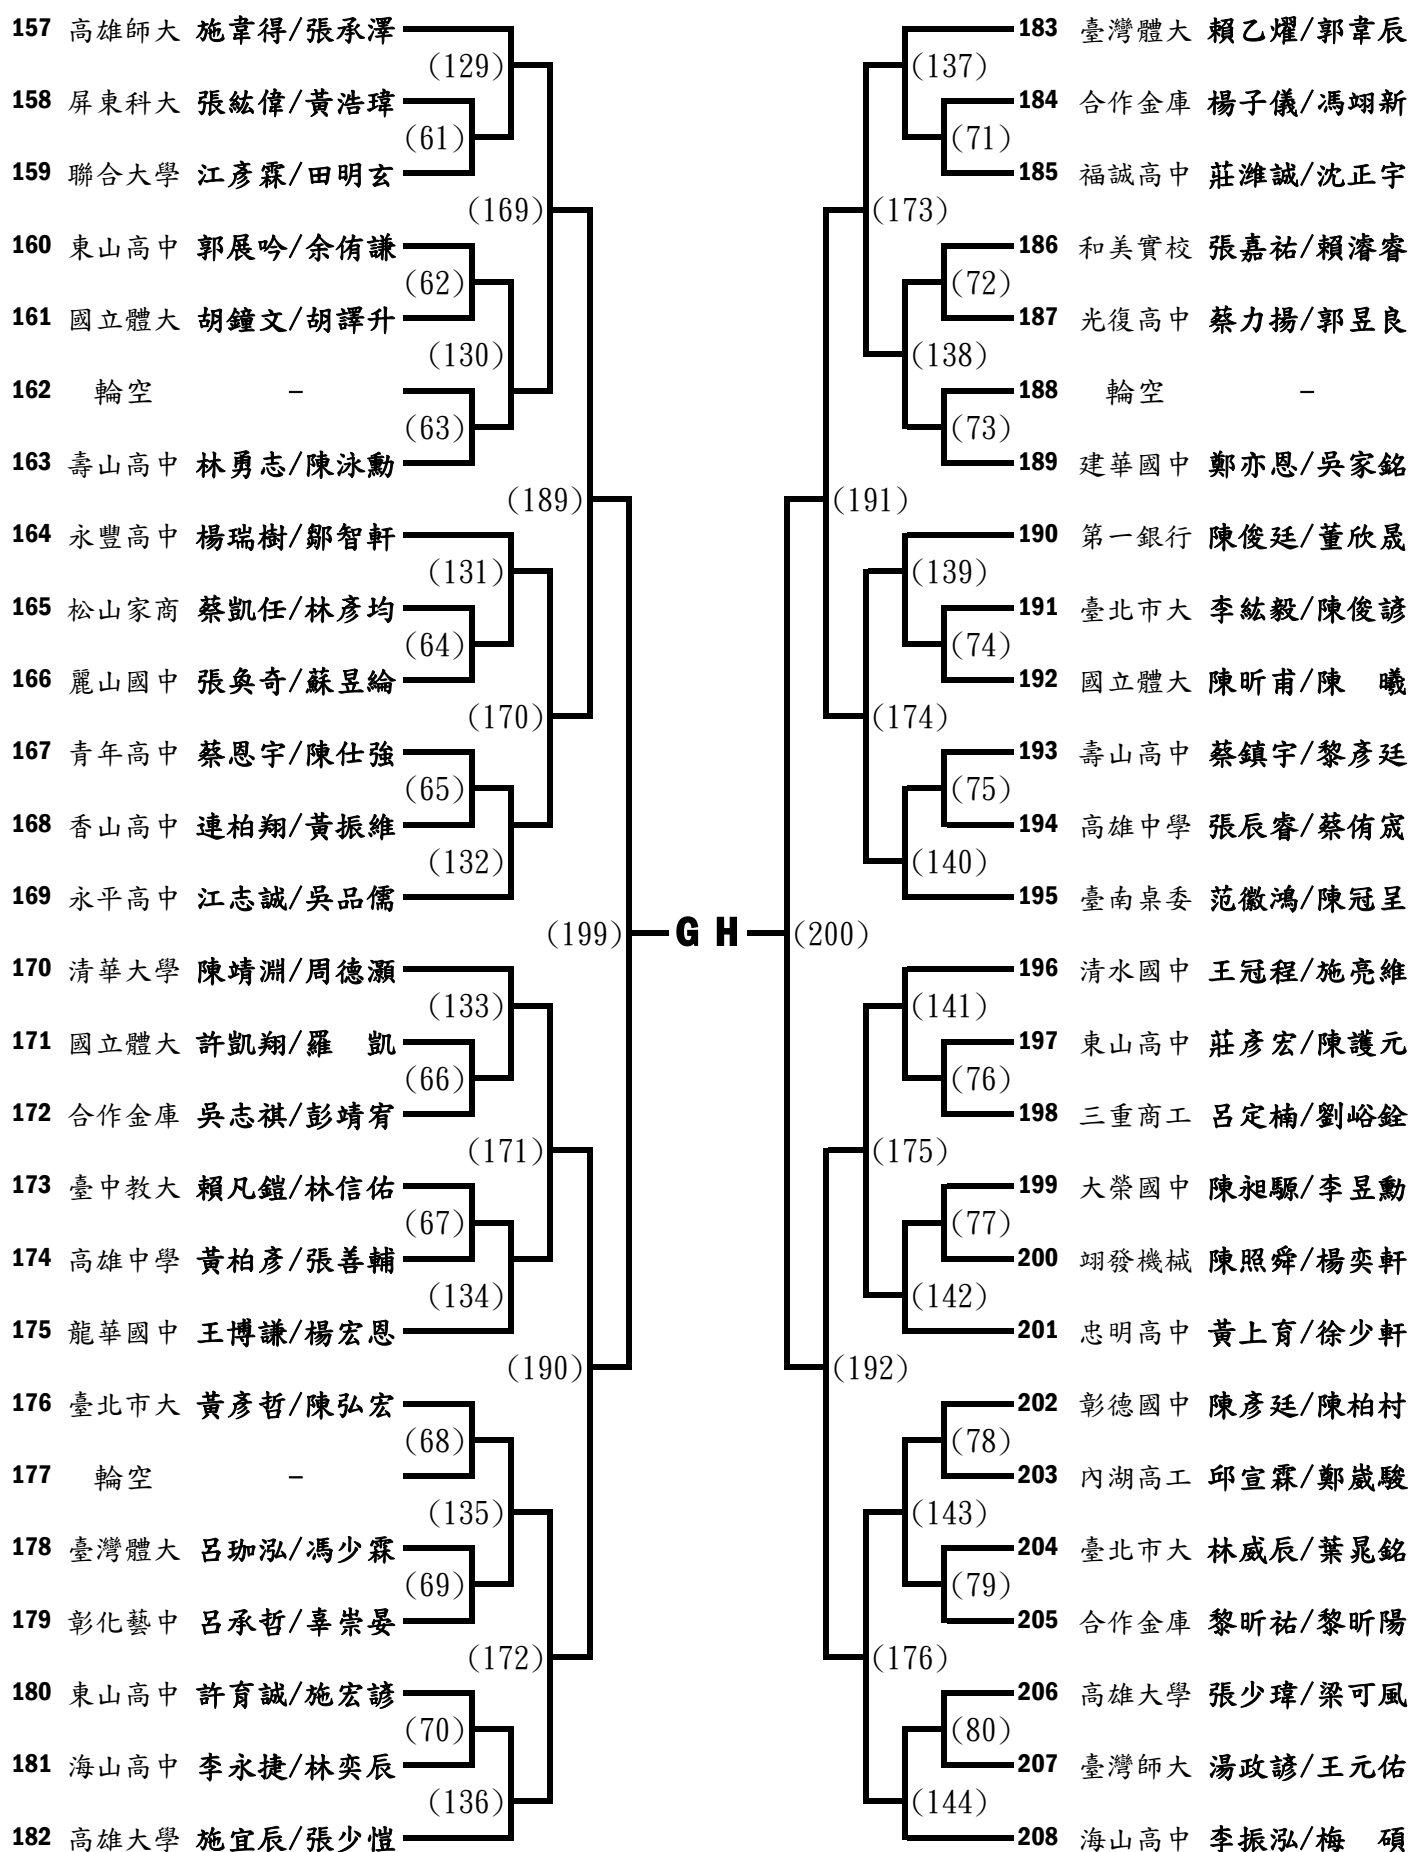 157 高雄師大 施韋得/張承澤
(129)
158 屏東科大 張紘偉/黃浩瑋
(61)
159 聯合大學 江彥霖/田明玄
(169)
160 東山高中 郭展吟/余侑謙
(62)
161 國立體大 胡鐘文/胡譯升
(130)
162 輪空 －
(63)
163 壽山高中 林勇志/陳泳勳
(189)
164 永豐高中 楊瑞樹/鄒智軒
(131)
165 松山家商 蔡凱任/林彥均
(64)
166 麗山國中 張奐奇/蘇昱綸
(170)
167 青年高中 蔡恩宇/陳仕強
(65)
168 香山高中 連柏翔/黃振維
(132)
169 永平高中 江志誠/吳品儒
(199)
G
170 清華大學 陳靖淵/周德灝
(133)
171 國立體大 許凱翔/羅　凱
(66)
172 合作金庫 吳志祺/彭靖宥
(171)
173 臺中教大 賴凡鎧/林信佑
(67)
174 高雄中學 黃柏彥/張善輔
(134)
175 龍華國中 王博謙/楊宏恩
(190)
176 臺北市大 黃彥哲/陳弘宏
(68)
177 輪空 －
(135)
178 臺灣體大 呂珈泓/馮少霖
(69)
179 彰化藝中 呂承哲/辜崇晏
(172)
180 東山高中 許育誠/施宏諺
(70)
181 海山高中 李永捷/林奕辰
(136)
182 高雄大學 施宜辰/張少愷
183 臺灣體大 賴乙燿/郭韋辰
(137)
184 合作金庫 楊子儀/馮翊新
(71)
185 福誠高中 莊濰誠/沈正宇
(173)
186 和美實校 張嘉祐/賴濬睿
(72)
187 光復高中 蔡力揚/郭昱良
(138)
188 輪空 －
(73)
189 建華國中 鄭亦恩/吳家銘
(191)
190 第一銀行 陳俊廷/董欣晟
(139)
191 臺北市大 李紘毅/陳俊諺
(74)
192 國立體大 陳昕甫/陳　曦
(174)
193 壽山高中 蔡鎮宇/黎彥廷
(75)
194 高雄中學 張辰睿/蔡侑宬
(140)
195 臺南桌委 范徽鴻/陳冠呈
H
(200)
196 清水國中 王冠程/施亮維
(141)
197 東山高中 莊彥宏/陳護元
(76)
198 三重商工 呂定楠/劉峪銓
(175)
199 大榮國中 陳昶騵/李昱勳
(77)
200 翊發機械 陳照舜/楊奕軒
(142)
201 忠明高中 黃上育/徐少軒
(192)
202 彰德國中 陳彥廷/陳柏村
(78)
203 內湖高工 邱宣霖/鄭崴駿
(143)
204 臺北市大 林威辰/葉晁銘
(79)
205 合作金庫 黎昕祐/黎昕陽
(176)
206 高雄大學 張少瑋/梁可風
(80)
207 臺灣師大 湯政諺/王元佑
(144)
208 海山高中 李振泓/梅　碩